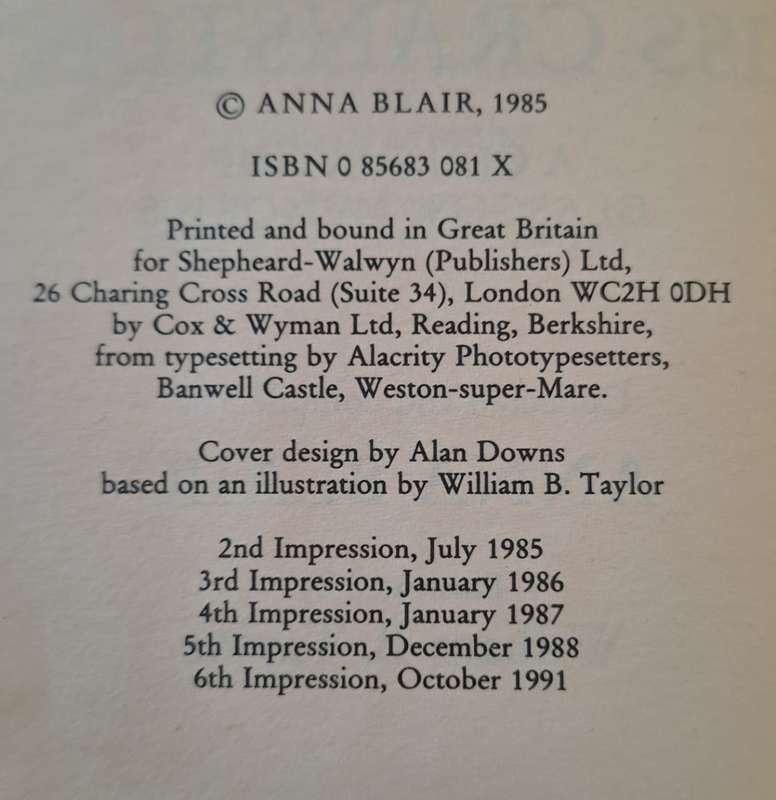 © ANNA BLAIR, 1985
ISBN 0 85683 081 X
Printed and bound in Great Britain
for Shepheard-Walwyn (Publishers) Ltd,
26 Charing Cross Road (Suite 34), London WC2H 0DH
by Cox & Wyman Ltd, Reading, Berkshire,
from typesetting by Alacrity Phototypesetters,
Banwell Castle, Weston-super-Mare.
Cover design by Alan Downs
based on an illustration by William B. Taylor
2nd Impression, July 1985
3rd Impression, January 1986
4th Impression, January 1987
5th Impression, December 1988
6th Impression, October 1991